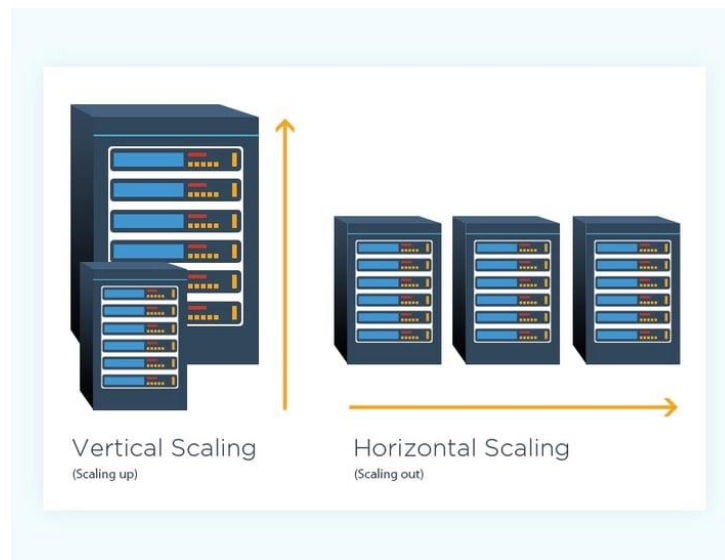 Vertical Scaling
(Scaling up)
Horizontal Scaling
(Scaling out)